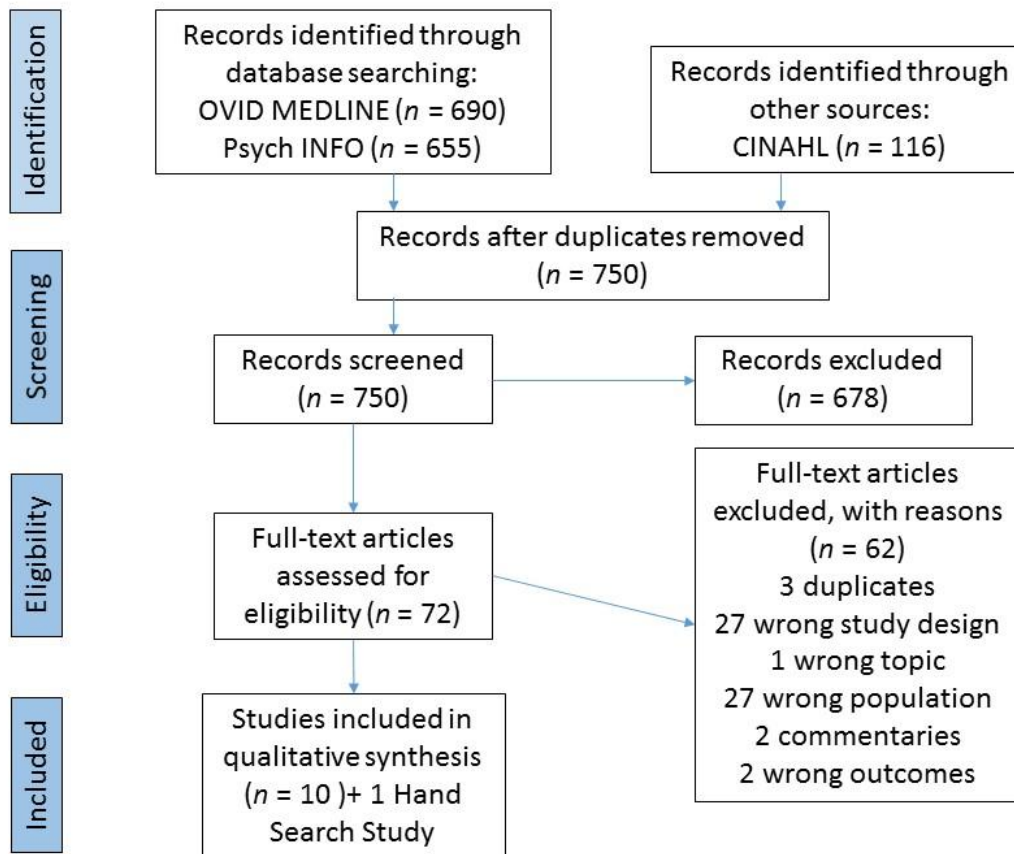 Identification
Records identified through
database searching:
OVID MEDLINE (n = 690)
Psych INFO (n = 655)
Records identified through
other sources:
CINAHL (n = 116)
Records after duplicates removed
(n = 750)
Screening
Records screened
(n = 750)
Records excluded
(n = 678)
Eligibility
Full-text articles
assessed for
eligibility (n = 72)
Full-text articles
excluded, with reasons
(n = 62)
3 duplicates
27 wrong study design
1 wrong topic
27 wrong population
2 commentaries
2 wrong outcomes
Included
Studies included in
qualitative synthesis
(n = 10 )+ 1 Hand
Search Study